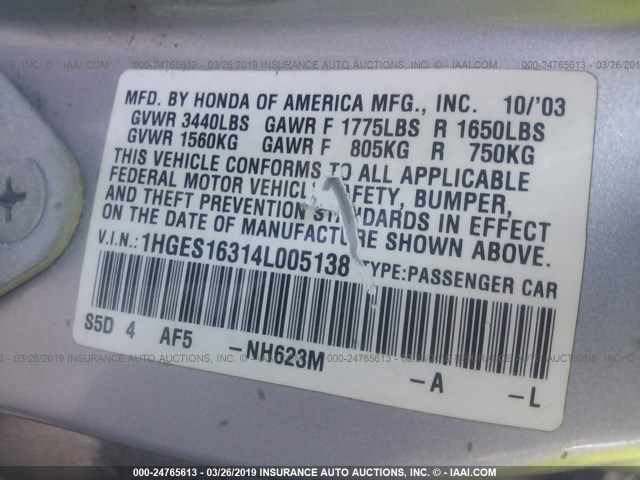 000-24765613 - 03/26/2019 INSURANCE AUTO AUCTIONS - © - IAAI.COM
MFD. BY HONDA OF AMERICA MFG., INC. 10/'03
GVWR 3440LBS GAWR F 1775LBS R 1650LBS
GVWR 1560KG GAWR F 805KG R 750KG
THIS VEHICLE CONFORMS TO ALL APPLICABLE
FEDERAL MOTOR VEHICLE SAFETY, BUMPER,
AND THEFT PREVENTION STANDARDS IN EFFECT
ON THE DATE OF MANUFACTURE SHOWN ABOVE.
V.I.N.: 1HGES16314L005138 TYPE:PASSENGER CAR
S5D 4 AF5 -NH623M -A -L
000-24765613 - 03/26/2019 INSURANCE AUTO AUCTIONS - © - IAAI.COM